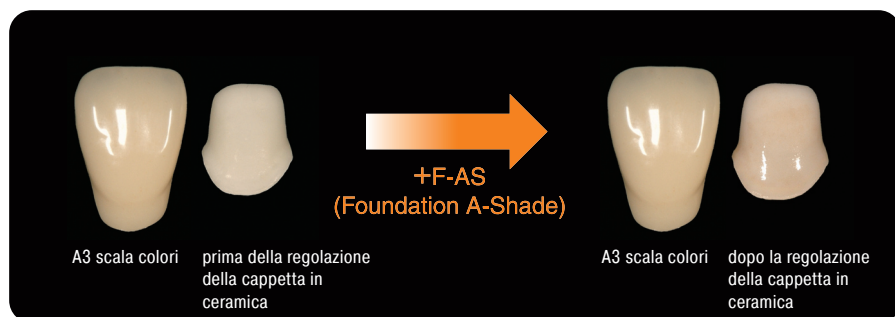 +F-AS
(Foundation A-Shade)
A3 scala colori
prima della regolazione
della cappetta in
ceramica
A3 scala colori
dopo la regolazione
della cappetta in
ceramica